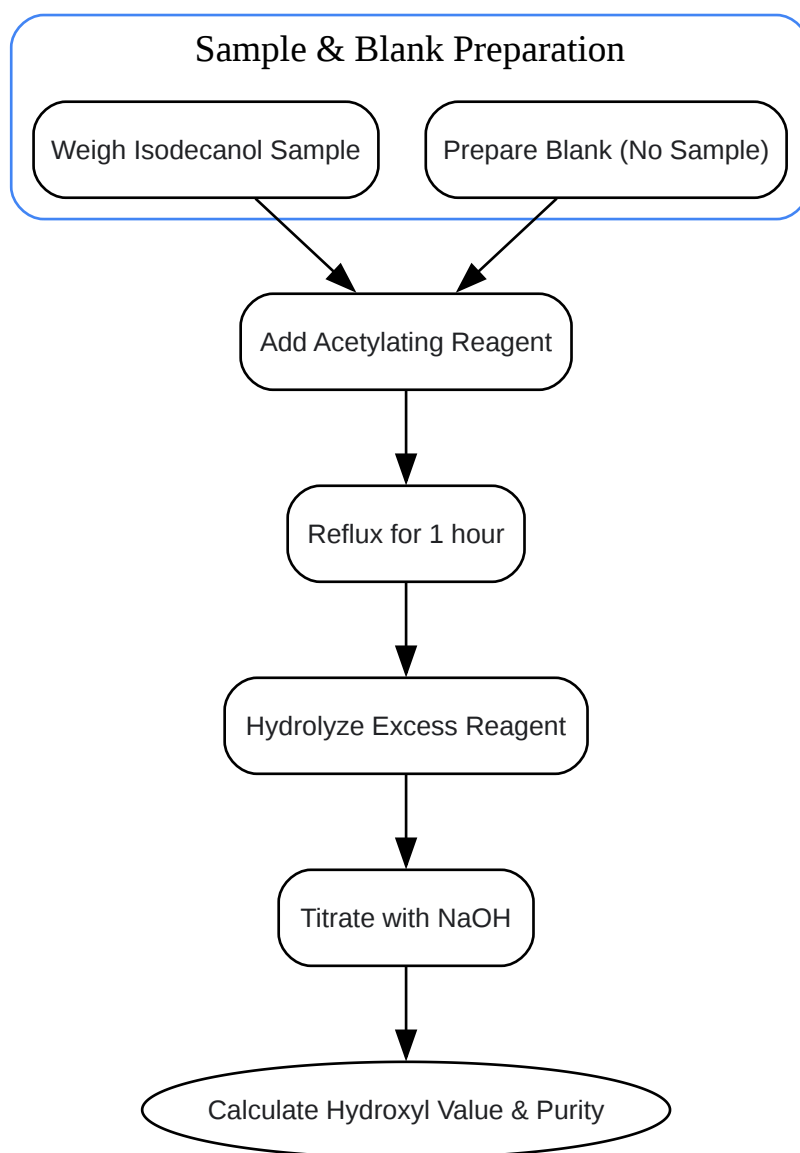 Sample & Blank Preparation
Weigh Isodecanol Sample
Prepare Blank (No Sample)
Add Acetylating Reagent
Reflux for 1 hour
Hydrolyze Excess Reagent
Titrate with NaOH
Calculate Hydroxyl Value & Purity